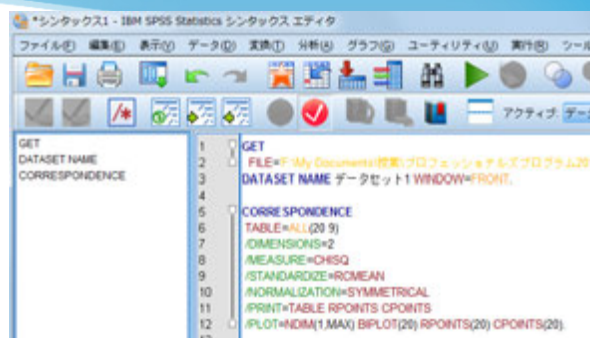 *シンタックス1 - IBM SPSS Statistics シンタックス エディタ
ファイル(F) 編集(E) 表示(V) データ(D) 変換(T) 分析(A) グラフ(G) ユーティリティ(U) 実行(R) ツール
アクティブ: デー
GET
DATASET NAME
CORRESPONDENCE
1 GET
2 FILE=F:\My Documents\授業\プロフェッショナルズプログラム20
3 DATASET NAME データセット1 WINDOW=FRONT.
4
5 CORRESPONDENCE
6 TABLE=ALL(20 9)
7 /DIMENSIONS=2
8 /MEASURE=CHISQ
9 /STANDARDIZE=RCMEAN
10 /NORMALIZATION=SYMMETRICAL
11 /PRINT=TABLE RPOINTS CPOINTS
12 /PLOT=NDIM(1,MAX) BIPLOT(20) RPOINTS(20) CPOINTS(20).